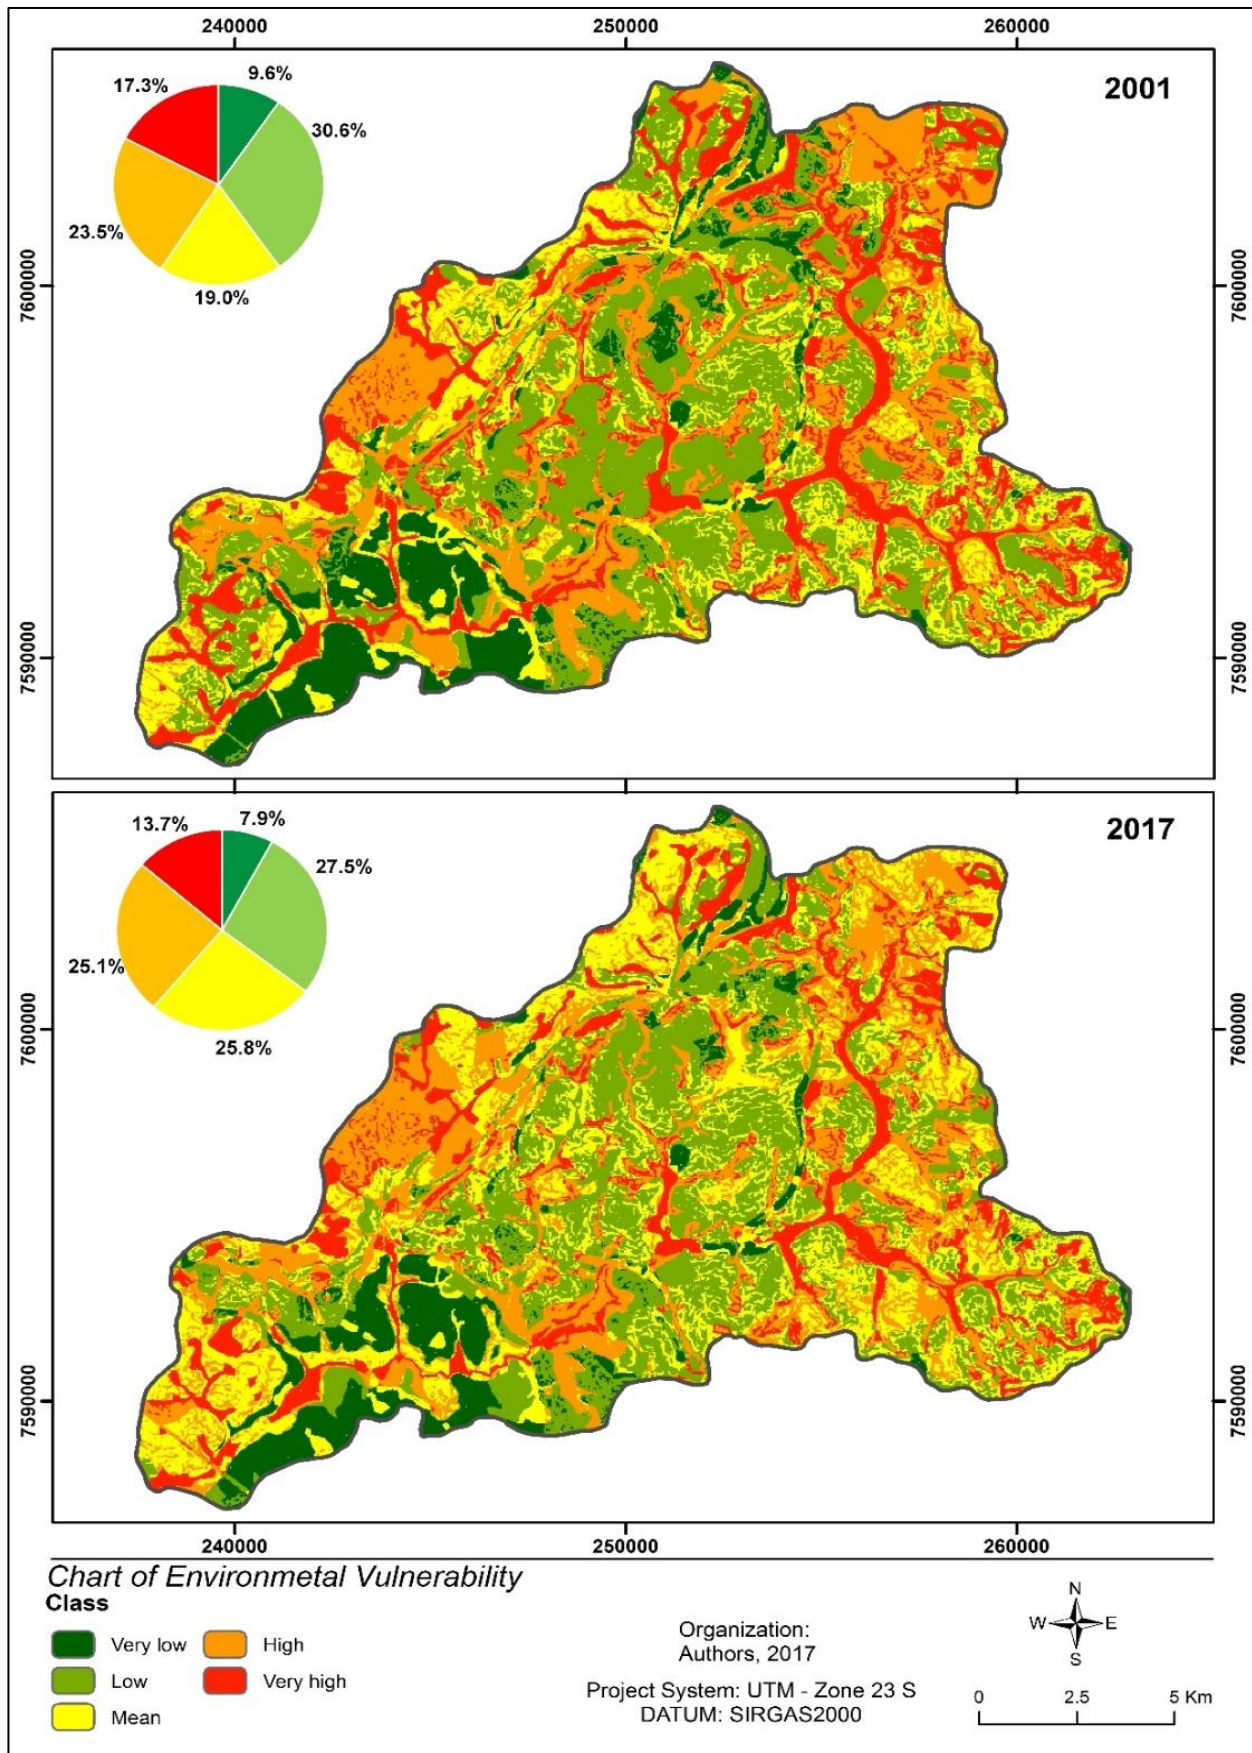 240000 250000 260000
2001
17.3% 9.6%
30.6%
23.5%
19.0%
7600000 7600000
7590000 7590000
2017
13.7% 7.9%
27.5%
25.1%
25.8%
7600000 7600000
7590000 7590000
240000 250000 260000
Chart of Environmetal Vulnerability
Class
Very low High
Low Very high
Mean
Organization:
Authors, 2017
Project System: UTM - Zone 23 S
DATUM: SIRGAS2000
N
W E
S
0 2.5 5 Km